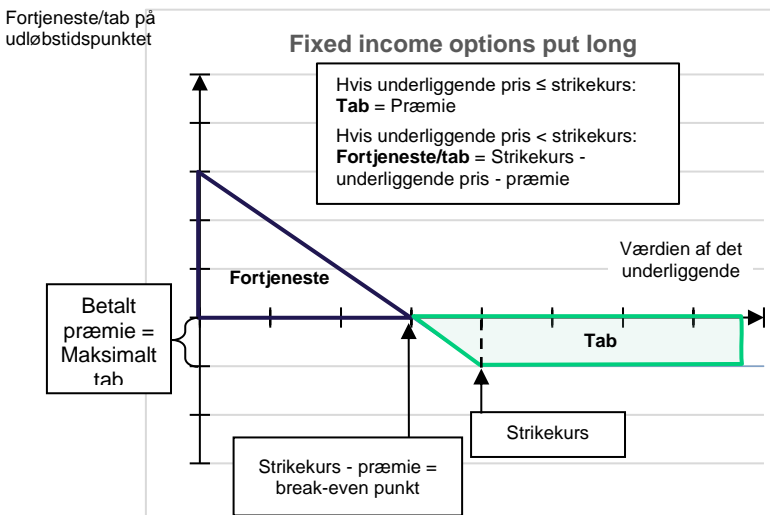 Fortjeneste/tab på
udløbstidspunktet
Fixed income options put long
Hvis underliggende pris ≤ strikekurs:
Tab = Præmie
Hvis underliggende pris < strikekurs:
Fortjeneste/tab = Strikekurs -
underliggende pris - præmie
Værdien af det
underliggende
Fortjeneste
Betalt
præmie =
Maksimalt
tab
Tab
Strikekurs
Strikekurs - præmie =
break-even punkt